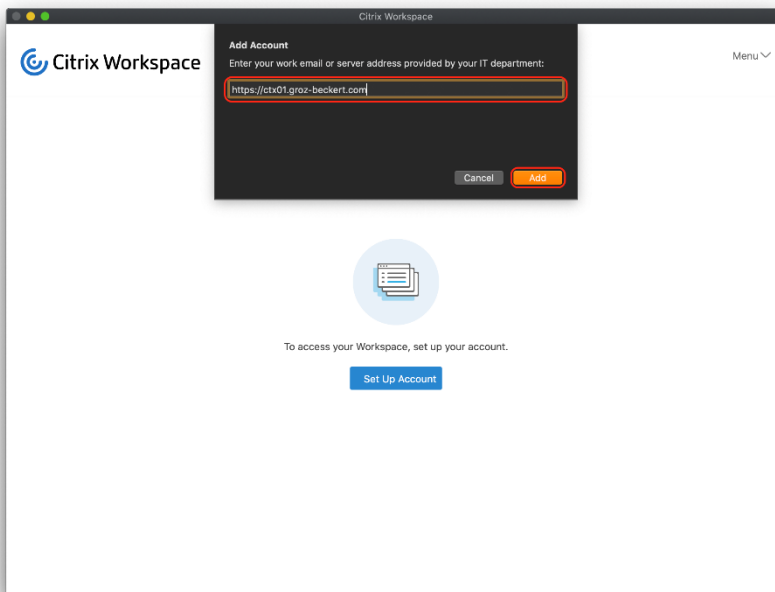 Citrix Workspace
Citrix Workspace
Menu
Add Account
Enter your work email or server address provided by your IT department:
https://ctx01.groz-beckert.com
Cancel
Add
To access your Workspace, set up your account.
Set Up Account